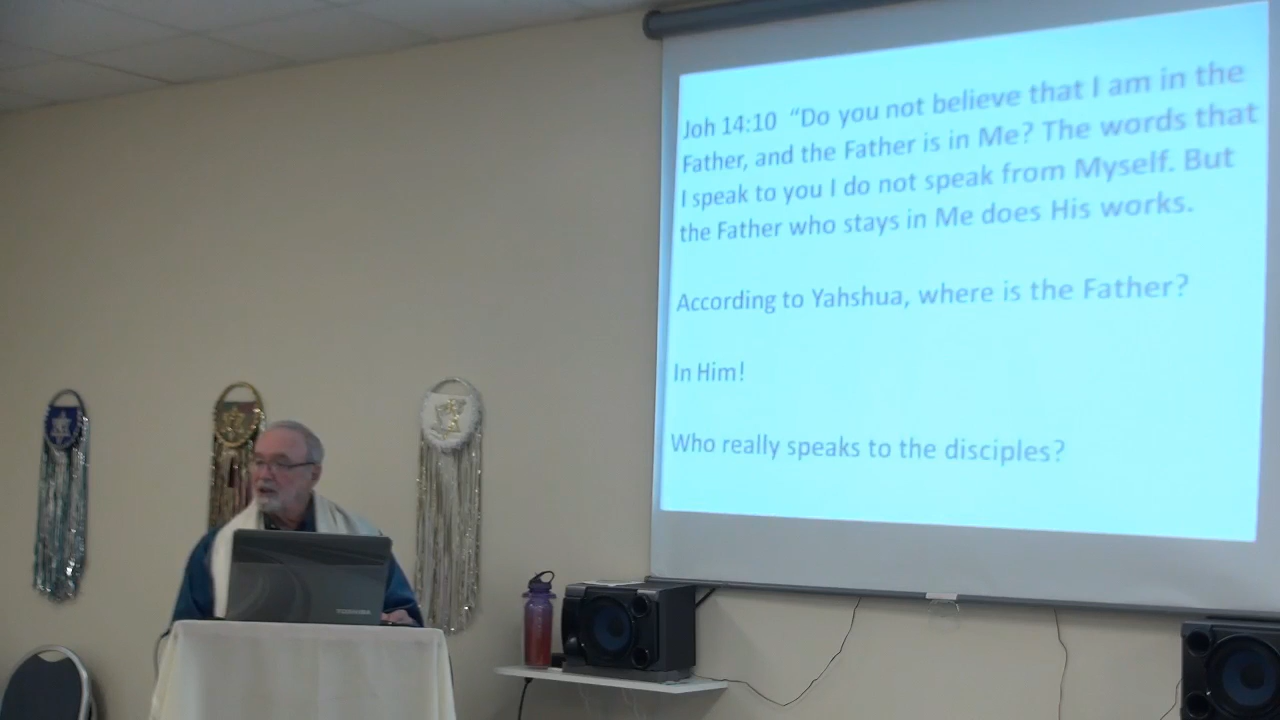 Joh 14:10 “Do you not believe that I am in the
Father, and the Father is in Me? The words that
I speak to you I do not speak from Myself. But
the Father who stays in Me does His works.
According to Yahshua, where is the Father?
In Him!
Who really speaks to the disciples?
TOSHIBA